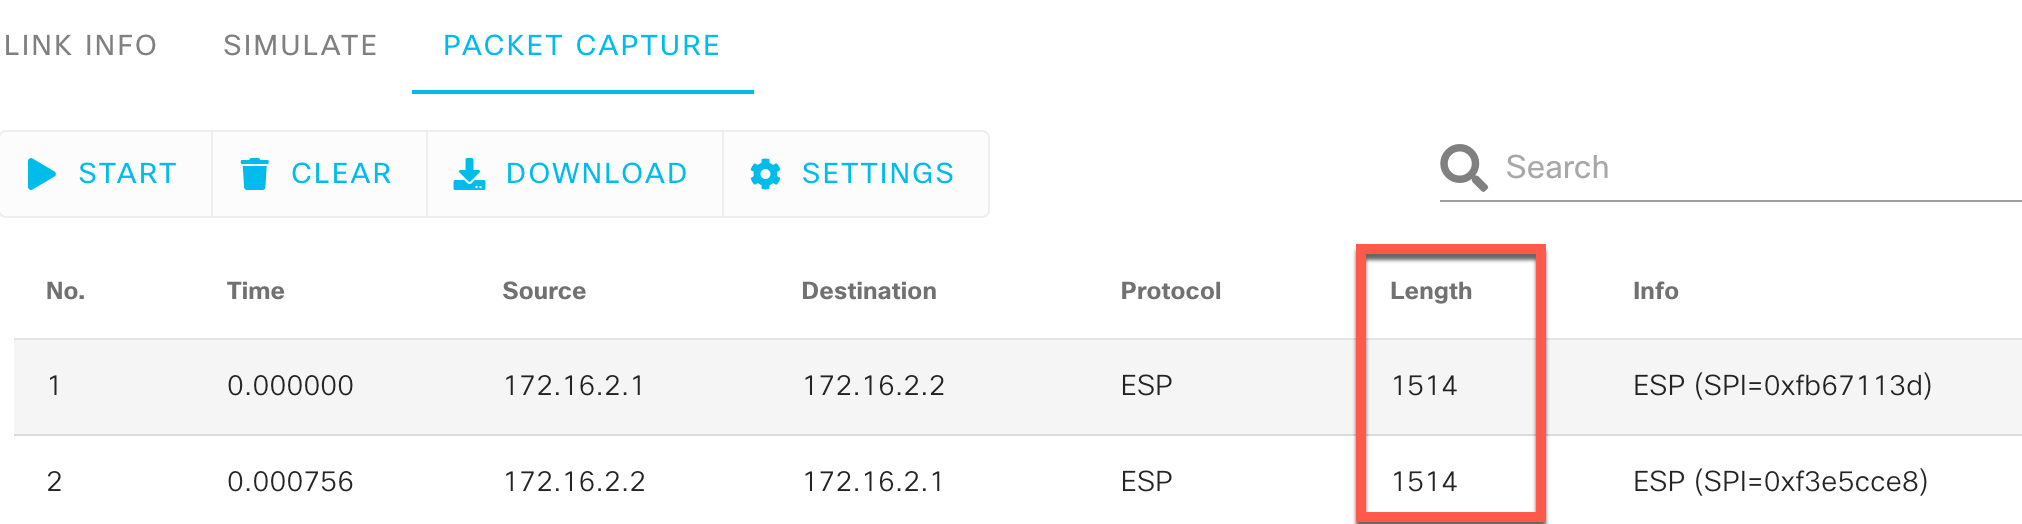 LINK INFO SIMULATE PACKET CAPTURE
START CLEAR DOWNLOAD SETTINGS Search
No. Time Source Destination Protocol Length Info
1 0.000000 172.16.2.1 172.16.2.2 ESP 1514 ESP (SPI=0xfb67113d)
2 0.000756 172.16.2.2 172.16.2.1 ESP 1514 ESP (SPI=0xf3e5cce8)